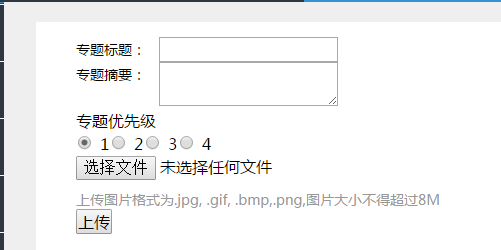 专题标题：
专题摘要：
专题优先级
1 2 3 4
选择文件 未选择任何文件
上传图片格式为.jpg, .gif, .bmp,.png,图片大小不得超过8M
上传